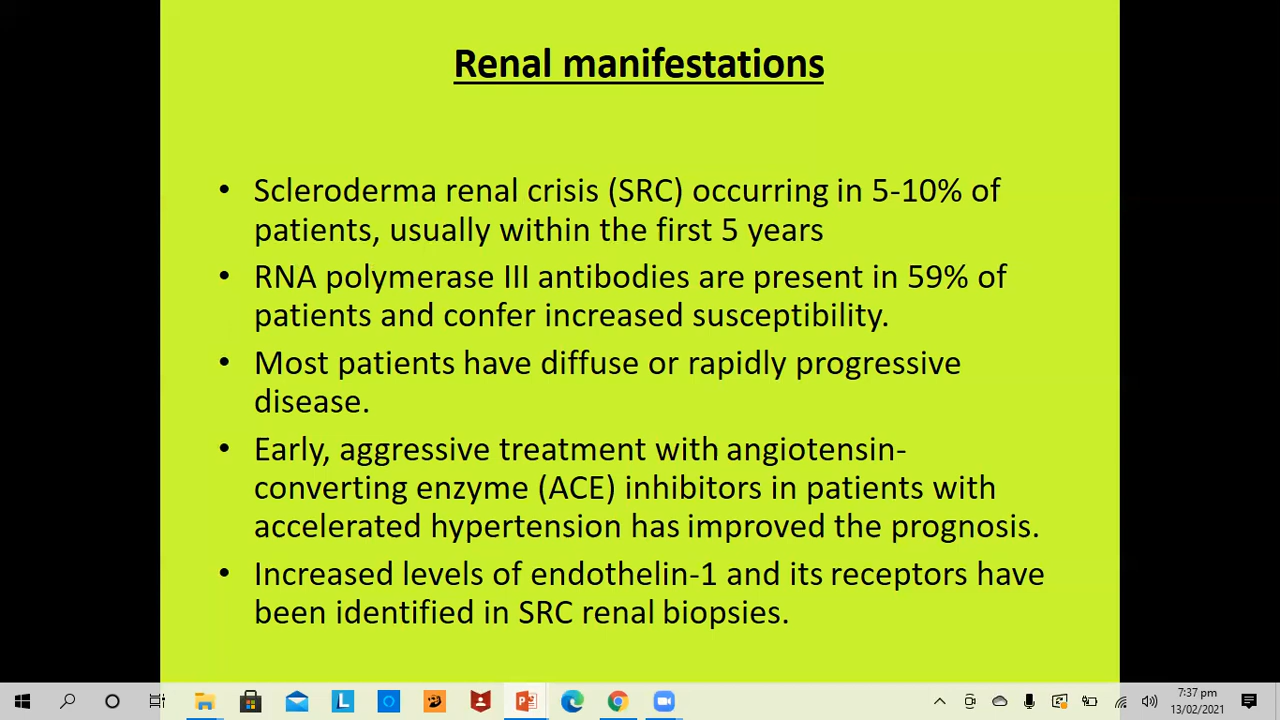 Renal manifestations
• Scleroderma renal crisis (SRC) occurring in 5-10% of
patients, usually within the first 5 years
• RNA polymerase III antibodies are present in 59% of
patients and confer increased susceptibility.
• Most patients have diffuse or rapidly progressive
disease.
• Early, aggressive treatment with angiotensin-
converting enzyme (ACE) inhibitors in patients with
accelerated hypertension has improved the prognosis.
• Increased levels of endothelin-1 and its receptors have
been identified in SRC renal biopsies.
L
7:37 pm
13/02/2021